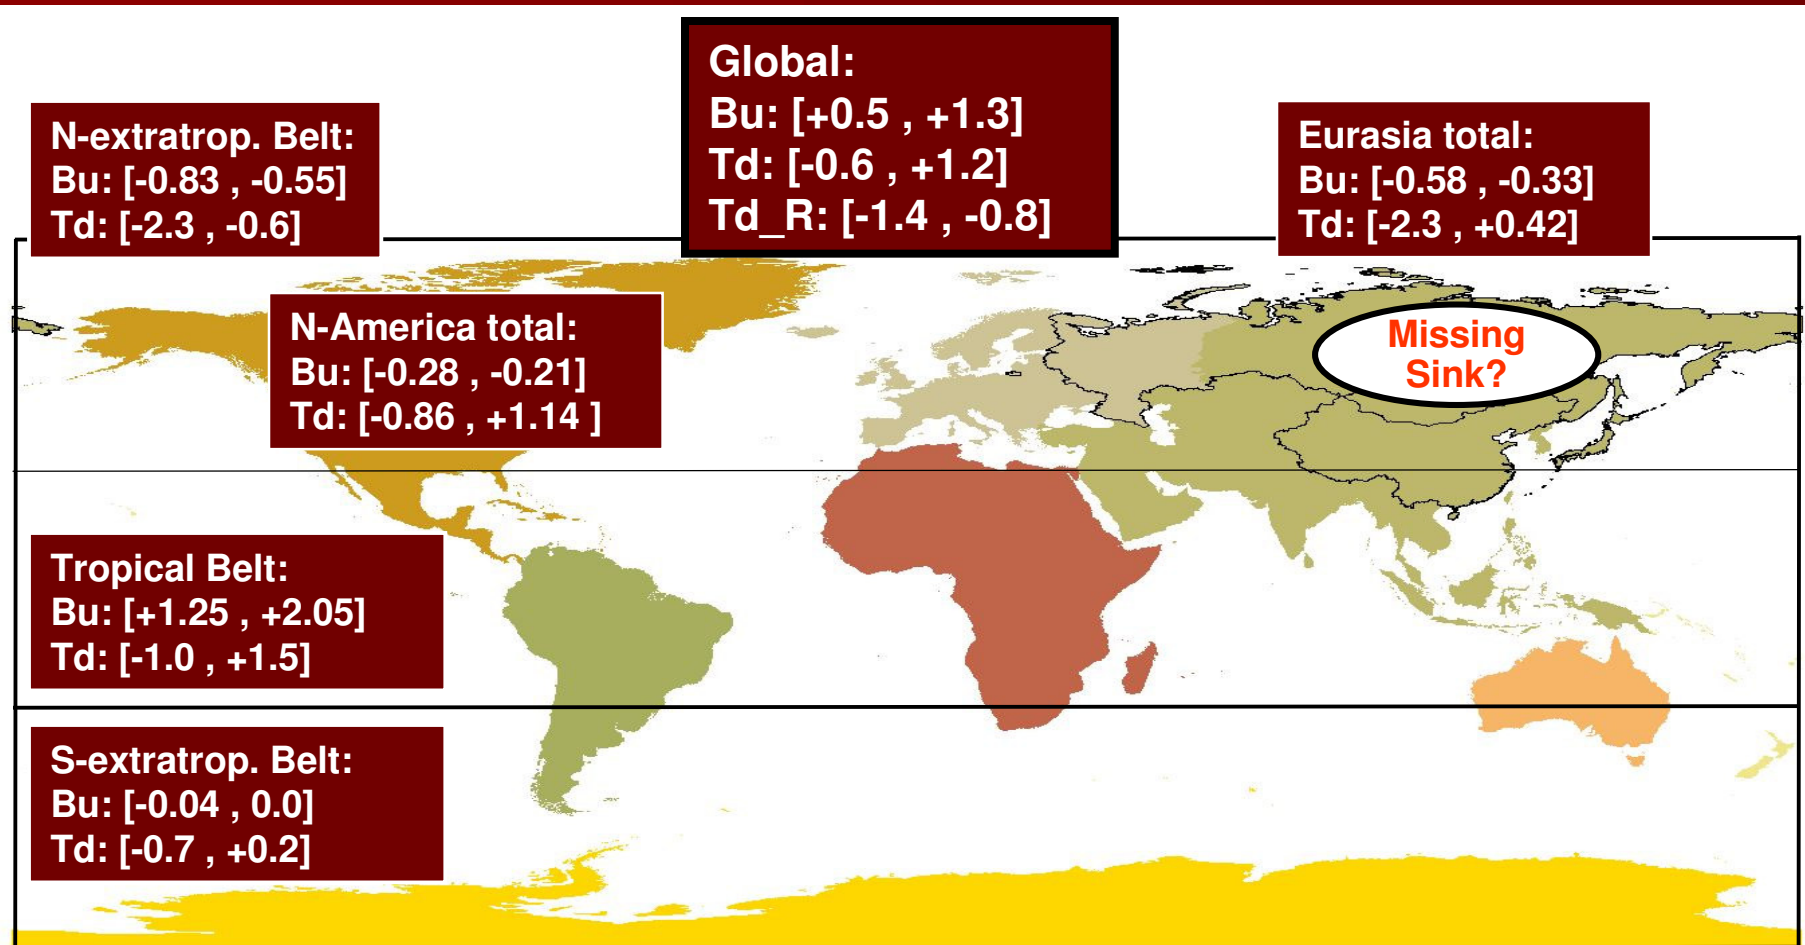 Global:
Bu: [+0.5 , +1.3]
Td: [-0.6 , +1.2]
Td_R: [-1.4 , -0.8]
N-extratrop. Belt:
Bu: [-0.83 , -0.55]
Td: [-2.3 , -0.6]
Eurasia total:
Bu: [-0.58 , -0.33]
Td: [-2.3 , +0.42]
N-America total:
Bu: [-0.28 , -0.21]
Td: [-0.86 , +1.14 ]
Missing
Sink?
Tropical Belt:
Bu: [+1.25 , +2.05]
Td: [-1.0 , +1.5]
S-extratrop. Belt:
Bu: [-0.04 , 0.0]
Td: [-0.7 , +0.2]